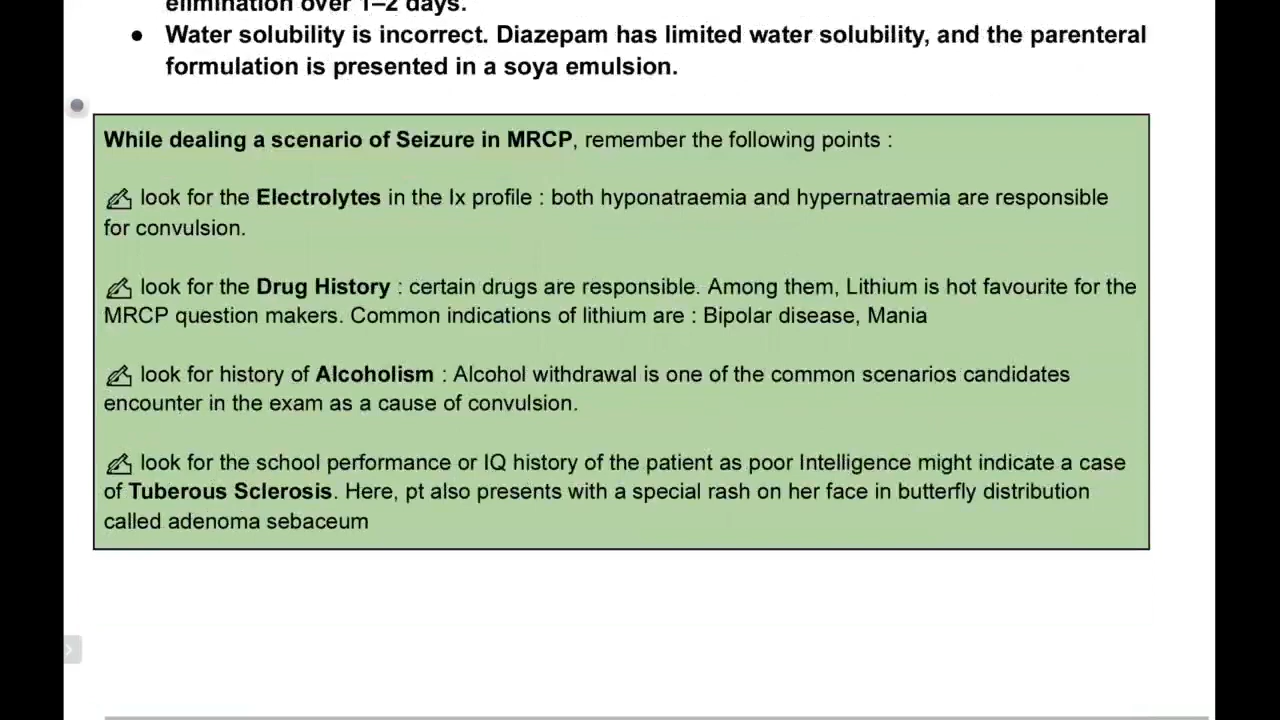 elimination over 1–2 days.
● Water solubility is incorrect. Diazepam has limited water solubility, and the parenteral
formulation is presented in a soya emulsion.
While dealing a scenario of Seizure in MRCP, remember the following points :
✍ look for the Electrolytes in the Ix profile : both hyponatraemia and hypernatraemia are responsible
for convulsion.
✍ look for the Drug History : certain drugs are responsible. Among them, Lithium is hot favourite for the
MRCP question makers. Common indications of lithium are : Bipolar disease, Mania
✍ look for history of Alcoholism : Alcohol withdrawal is one of the common scenarios candidates
encounter in the exam as a cause of convulsion.
✍ look for the school performance or IQ history of the patient as poor Intelligence might indicate a case
of Tuberous Sclerosis. Here, pt also presents with a special rash on her face in butterfly distribution
called adenoma sebaceum